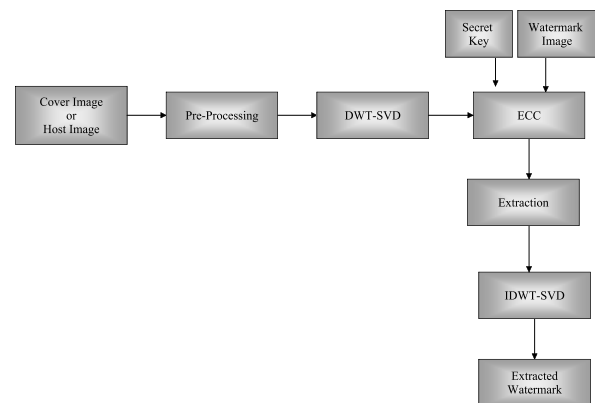 Secret
Key
Watermark
Image
Cover Image
or
Host Image
Pre-Processing
DWT-SVD
ECC
Extraction
IDWT-SVD
Extracted
Watermark